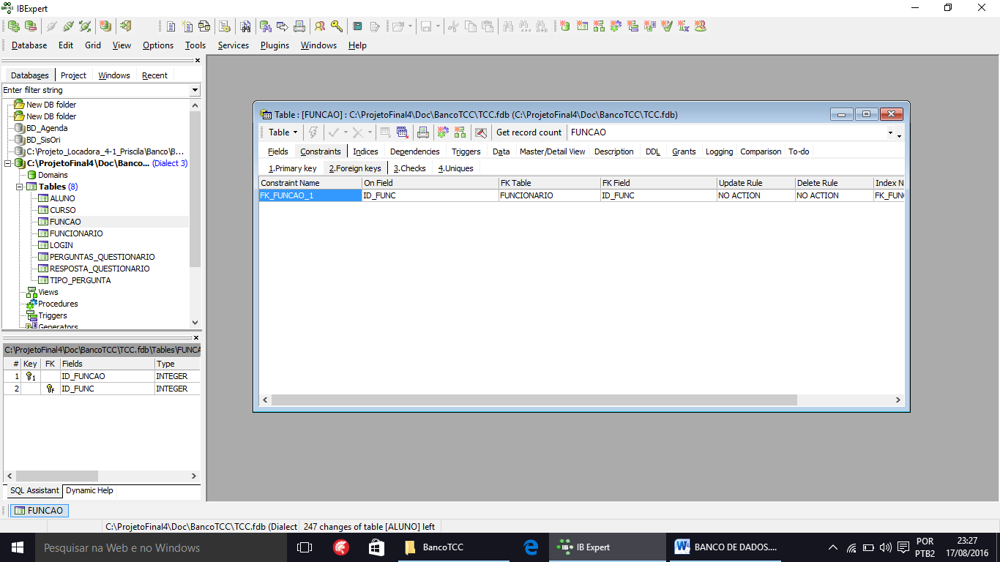 IBExpert
Database Edit Grid View Options Tools Services Plugins Windows Help
Databases Project Windows Recent
Enter filter string
New DB folder
New DB folder
BD_Agenda
BD_SisOri
C:\Projeto_Locadora_4-1_Priscila\Banco\B...
C:\ProjetoFinal4\Doc\Banco... (Dialect 3)
Domains
Tables (8)
ALUNO
CURSO
FUNCAO
FUNCIONARIO
LOGIN
PERGUNTAS_QUESTIONARIO
RESPOSTA_QUESTIONARIO
TIPO_PERGUNTA
Views
Procedures
Triggers
Generators
C:\ProjetoFinal4\Doc\BancoTCC\TCC.fdb\Tables\FUNCA
# Key FK Fields Type
1 1 ID_FUNCAO INTEGER
2 F ID_FUNC INTEGER
SQL Assistant Dynamic Help
Table : [FUNCAO] : C:\ProjetoFinal4\Doc\BancoTCC\TCC.fdb (C:\ProjetoFinal4\Doc\BancoTCC\TCC.fdb)
Table Get record count FUNCAO
Fields Constraints Indices Dependencies Triggers Data Master/Detail View Description DDL Grants Logging Comparison To-do
1.Primary key 2.Foreign keys 3.Checks 4.Uniques
Constraint Name On Field FK Table FK Field Update Rule Delete Rule Index N
FK_FUNCAO_1 ID_FUNC FUNCIONARIO ID_FUNC NO ACTION NO ACTION FK_FUN
FUNCAO
C:\ProjetoFinal4\Doc\BancoTCC\TCC.fdb (Dialect 247 changes of table [ALUNO] left
Pesquisar na Web e no Windows BancoTCC IB Expert BANCO DE DADOS.... POR 23:27
PTB2 17/08/2016